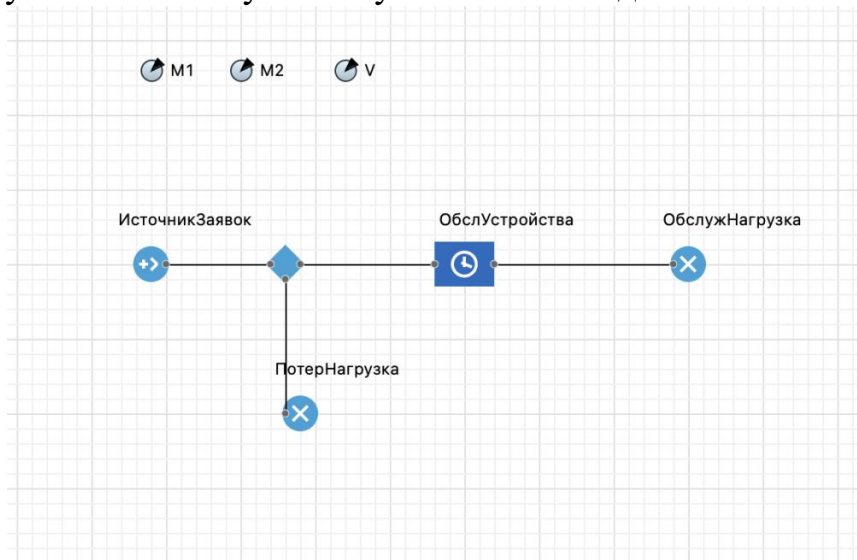 M1 M2 V
ИсточникЗаявок ОбслУстройства ОбслужНагрузка
ПотерНагрузка